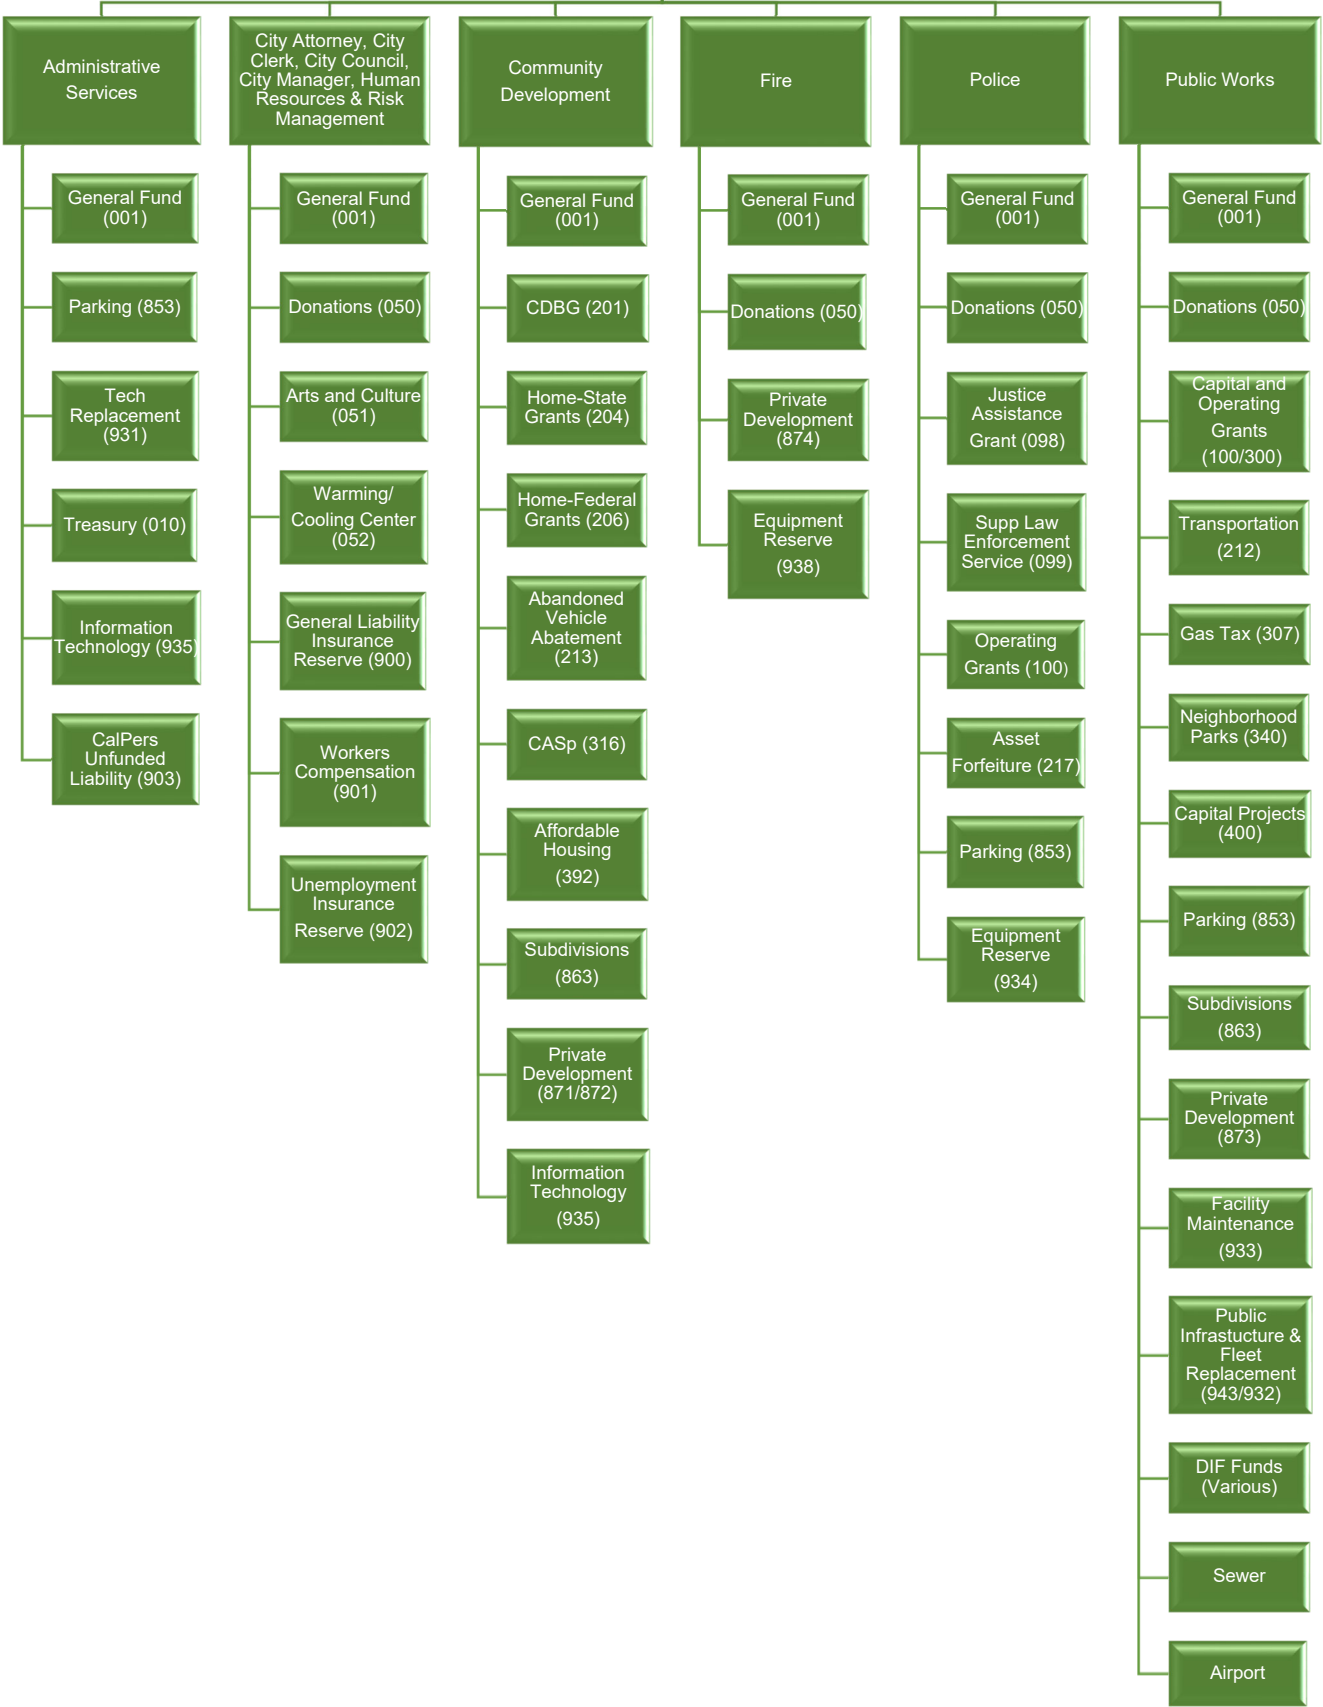 Administrative
Services
General Fund
(001)
Parking (853)
Tech
Replacement
(931)
Treasury (010)
Information
Technology (935)
CalPers
Unfunded
Liability (903)
City Attorney, City
Clerk, City Council,
City Manager, Human
Resources & Risk
Management
General Fund
(001)
Donations (050)
Arts and Culture
(051)
Warming/
Cooling Center
(052)
General Liability
Insurance
Reserve (900)
Workers
Compensation
(901)
Unemployment
Insurance
Reserve (902)
Community
Development
General Fund
(001)
CDBG (201)
Home-State
Grants (204)
Home-Federal
Grants (206)
Abandoned
Vehicle
Abatement
(213)
CASp (316)
Affordable
Housing
(392)
Subdivisions
(863)
Private
Development
(871/872)
Information
Technology
(935)
Fire
General Fund
(001)
Donations (050)
Private
Development
(874)
Equipment
Reserve
(938)
Police
General Fund
(001)
Donations (050)
Justice
Assistance
Grant (098)
Supp Law
Enforcement
Service (099)
Operating
Grants (100)
Asset
Forfeiture (217)
Parking (853)
Equipment
Reserve
(934)
Public Works
General Fund
(001)
Donations (050)
Capital and
Operating
Grants
(100/300)
Transportation
(212)
Gas Tax (307)
Neighborhood
Parks (340)
Capital Projects
(400)
Parking (853)
Subdivisions
(863)
Private
Development
(873)
Facility
Maintenance
(933)
Public
Infrastucture &
Fleet
Replacement
(943/932)
DIF Funds
(Various)
Sewer
Airport